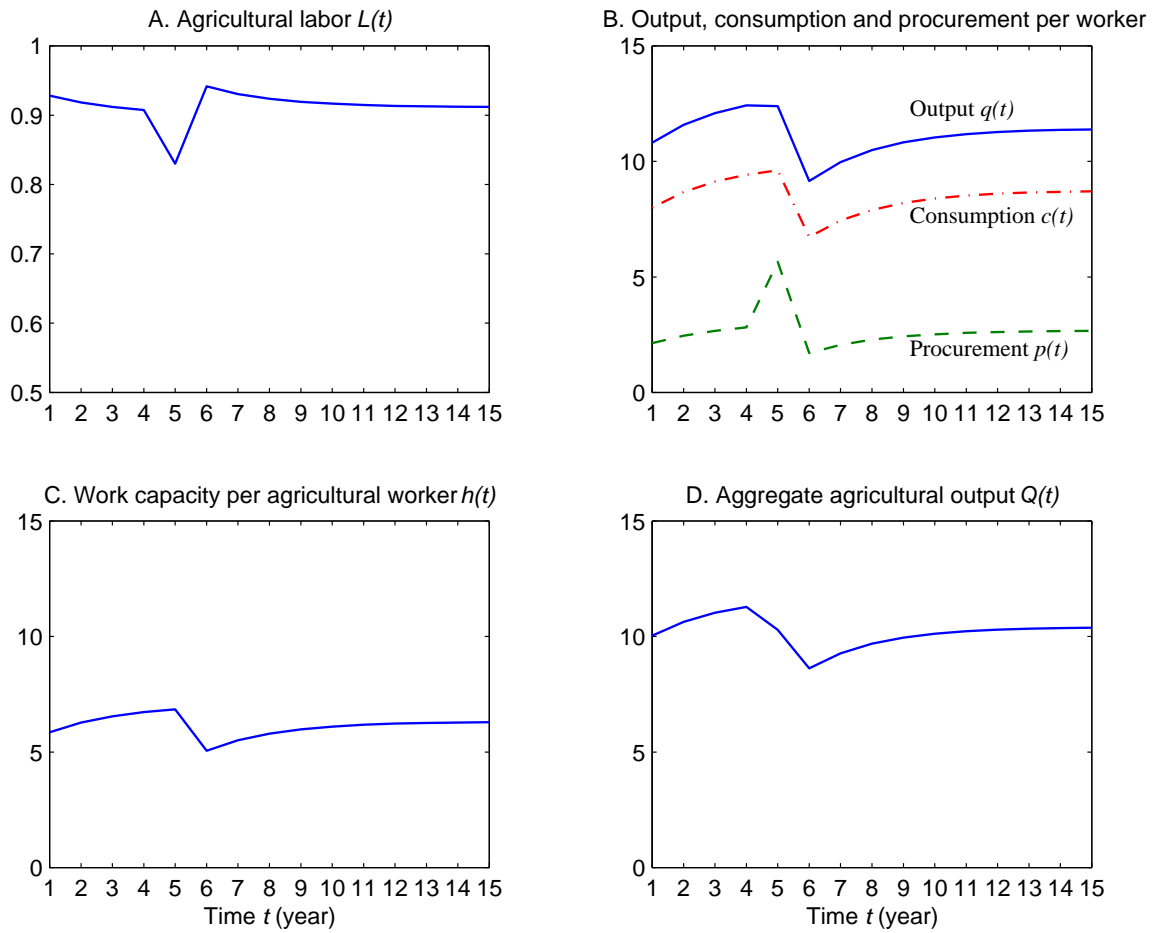 A. Agricultural labor L(t)
1
0.9
0.8
0.7
0.6
0.5
1 2 3 4 5 6 7 8 9 10 11 12 13 14 15
B. Output, consumption and procurement per worker
15
10
5
0
Output q(t)
Consumption c(t)
Procurement p(t)
1 2 3 4 5 6 7 8 9 10 11 12 13 14 15
C. Work capacity per agricultural worker h(t)
15
10
5
0
1 2 3 4 5 6 7 8 9 10 11 12 13 14 15
Time t (year)
D. Aggregate agricultural output Q(t)
15
10
5
0
1 2 3 4 5 6 7 8 9 10 11 12 13 14 15
Time t (year)